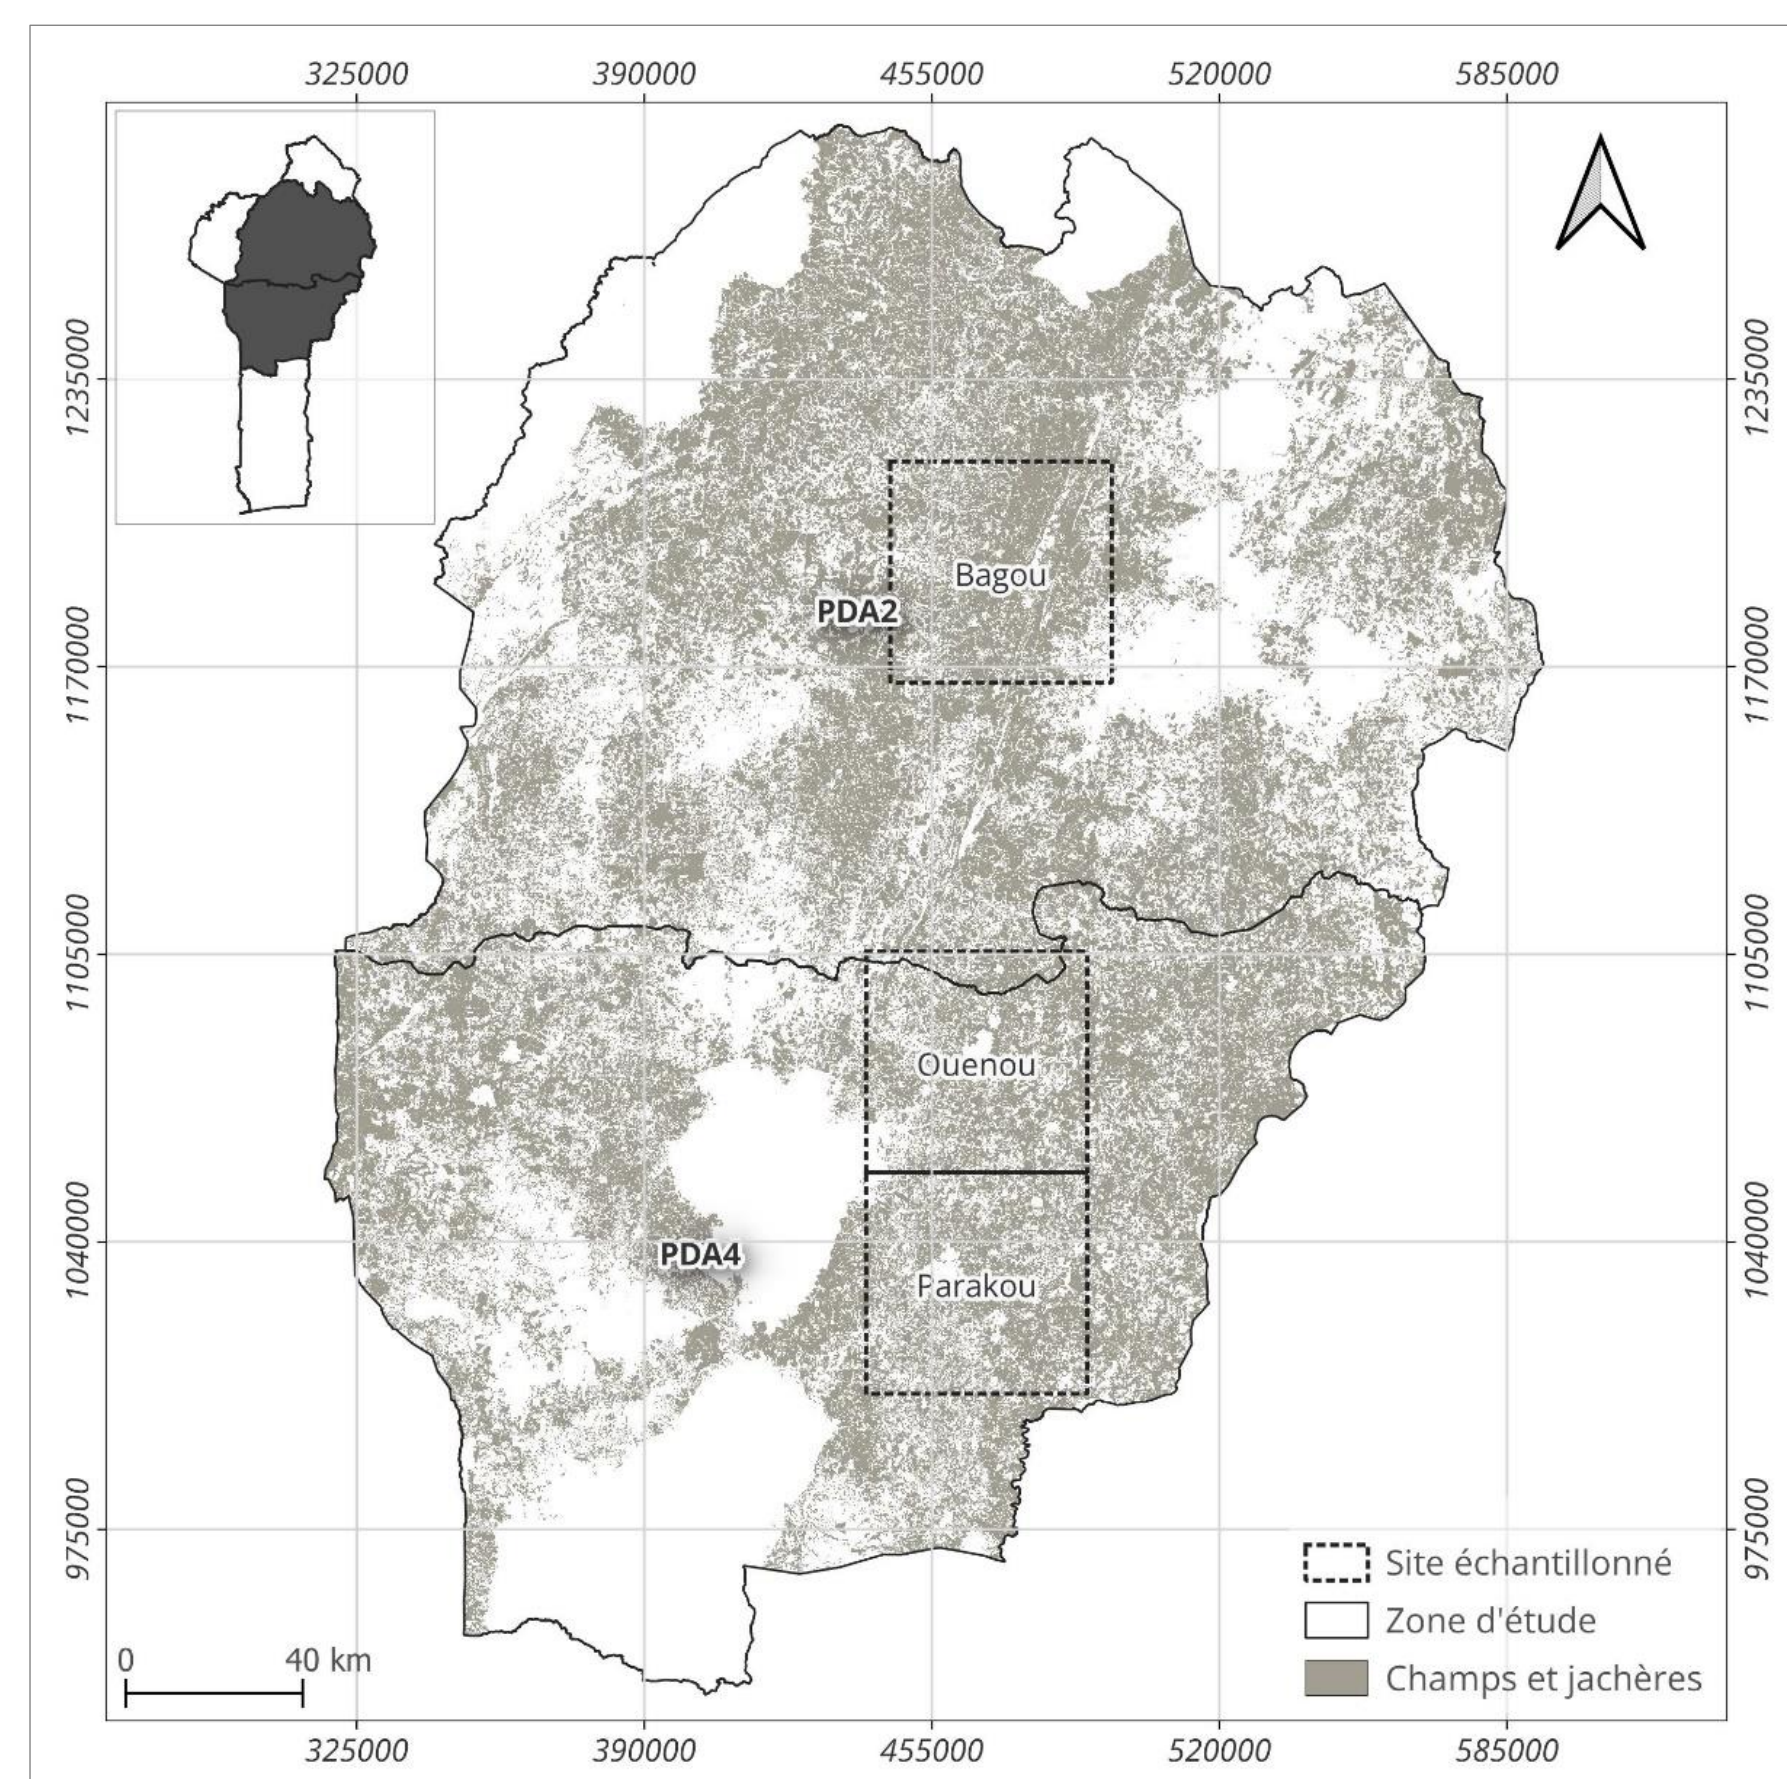 325000 390000 455000 520000 585000
1235000 1235000
Bagou
PDA2
1170000 1170000
1105000 1105000
Ouenou
1040000 1040000
PDA4
Parakou
975000 975000
Site échantillonné
Zone d'étude
Champs et jachères
0 40 km
325000 390000 455000 520000 585000